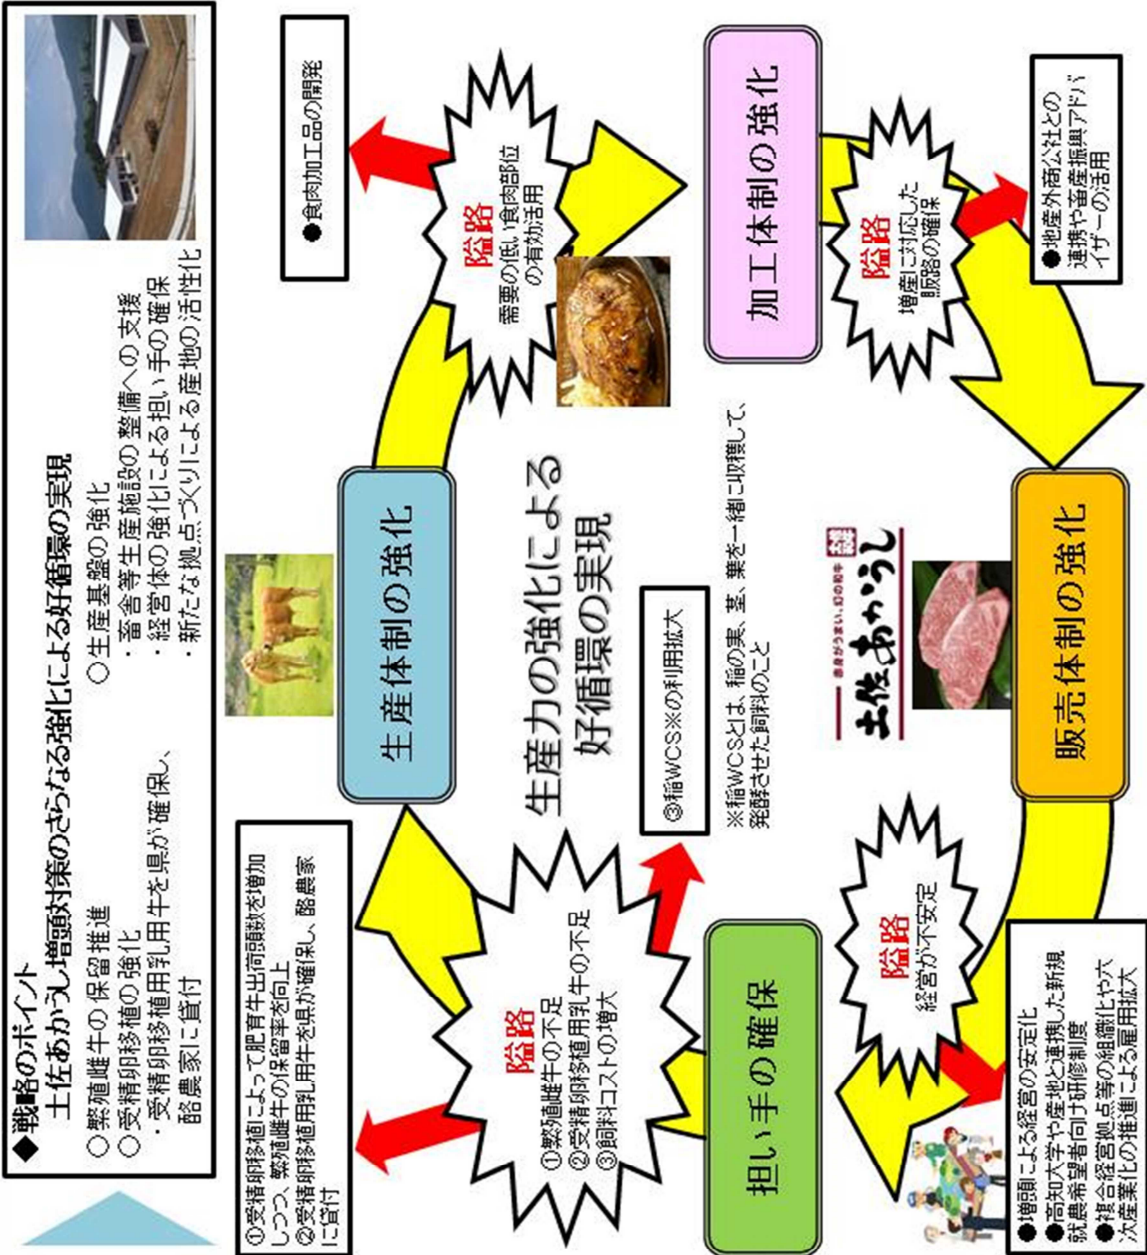 ◆戦略のポイント
土佐あかうし増頭対策のさらなる強化による好循環の実現
○繁殖雌牛の保留推進
○受精卵移植の強化
・受精卵移植用乳用牛を県が確保し、
酪農家に貸付
○生産基盤の強化
・畜舎等生産施設の整備への支援
・経営体の強化による担い手の確保
・新たな拠点づくりによる産地の活性化
①受精卵移植によって肥育牛出荷頭数を増加
しつつ、繁殖雌牛の保留率を向上
②受精卵移植用乳用牛を県が確保し、酪農家
に貸付
生産体制の強化
●食肉加工品の開発
隘路
需要の低い食肉部位
の有効活用
隘路
①繁殖雌牛の不足
②受精卵移植用乳牛の不足
③飼料コストの増大
生産力の強化による
好循環の実現
③稲WCS※の利用拡大
※稲WCSとは、稲の実、茎、葉を一緒に収穫して、
発酵させた飼料のこと
担い手の確保
加工体制の強化
隘路
増産に対応した
販路の確保
隘路
経営が不安定
赤身がうまい、幻の和牛
土佐あかうし
土佐和牛
販売体制の強化
●地産外商公社との
連携や畜産振興アドバ
イザーの活用
●増頭による経営の安定化
●高知大学や産地と連携した新規
就農希望者向け研修制度
●複合経営拠点等の組織化や六
次産業化の推進による雇用拡大